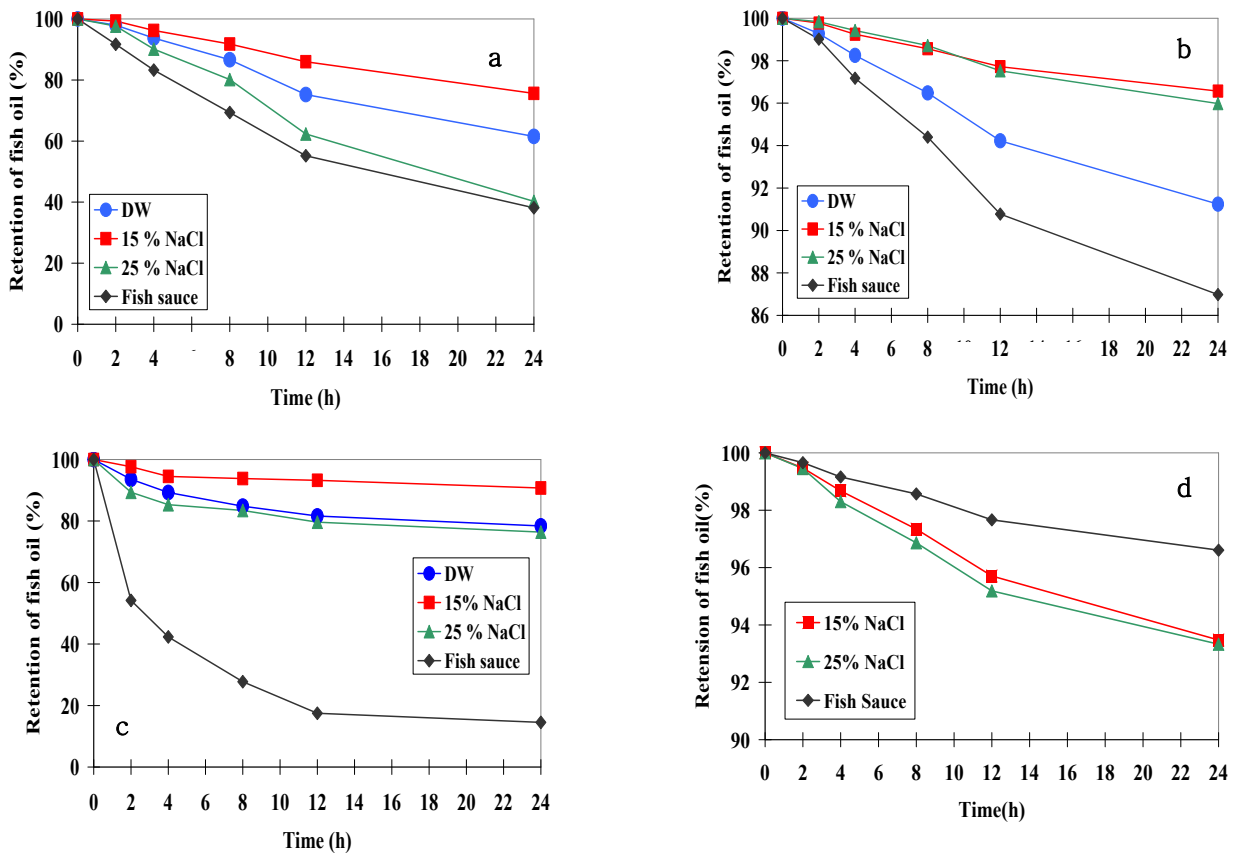 Retention of fish oil (%)
100
80
60
40
20
0
a
DW
15 % NaCl
25 % NaCl
Fish sauce
0 2 4 8 10 12 14 16 18 20 22 24
Time (h)
Retention of fish oil (%)
100
98
96
94
92
90
88
86
b
DW
15 % NaCl
25 % NaCl
Fish sauce
0 2 4 8 12 18 20 22 24
Time (h)
Retention of fish oil (%)
100
80
60
40
20
0
c
DW
15% NaCl
25 % NaCl
Fish sauce
0 2 4 6 8 10 12 14 16 18 20 22 24
Time (h)
Retension of fish oil(%)
100
98
96
94
92
90
d
15% NaCl
25% NaCl
Fish Sauce
0 2 4 6 8 10 12 14 16 18 20 22 24
Time(h)